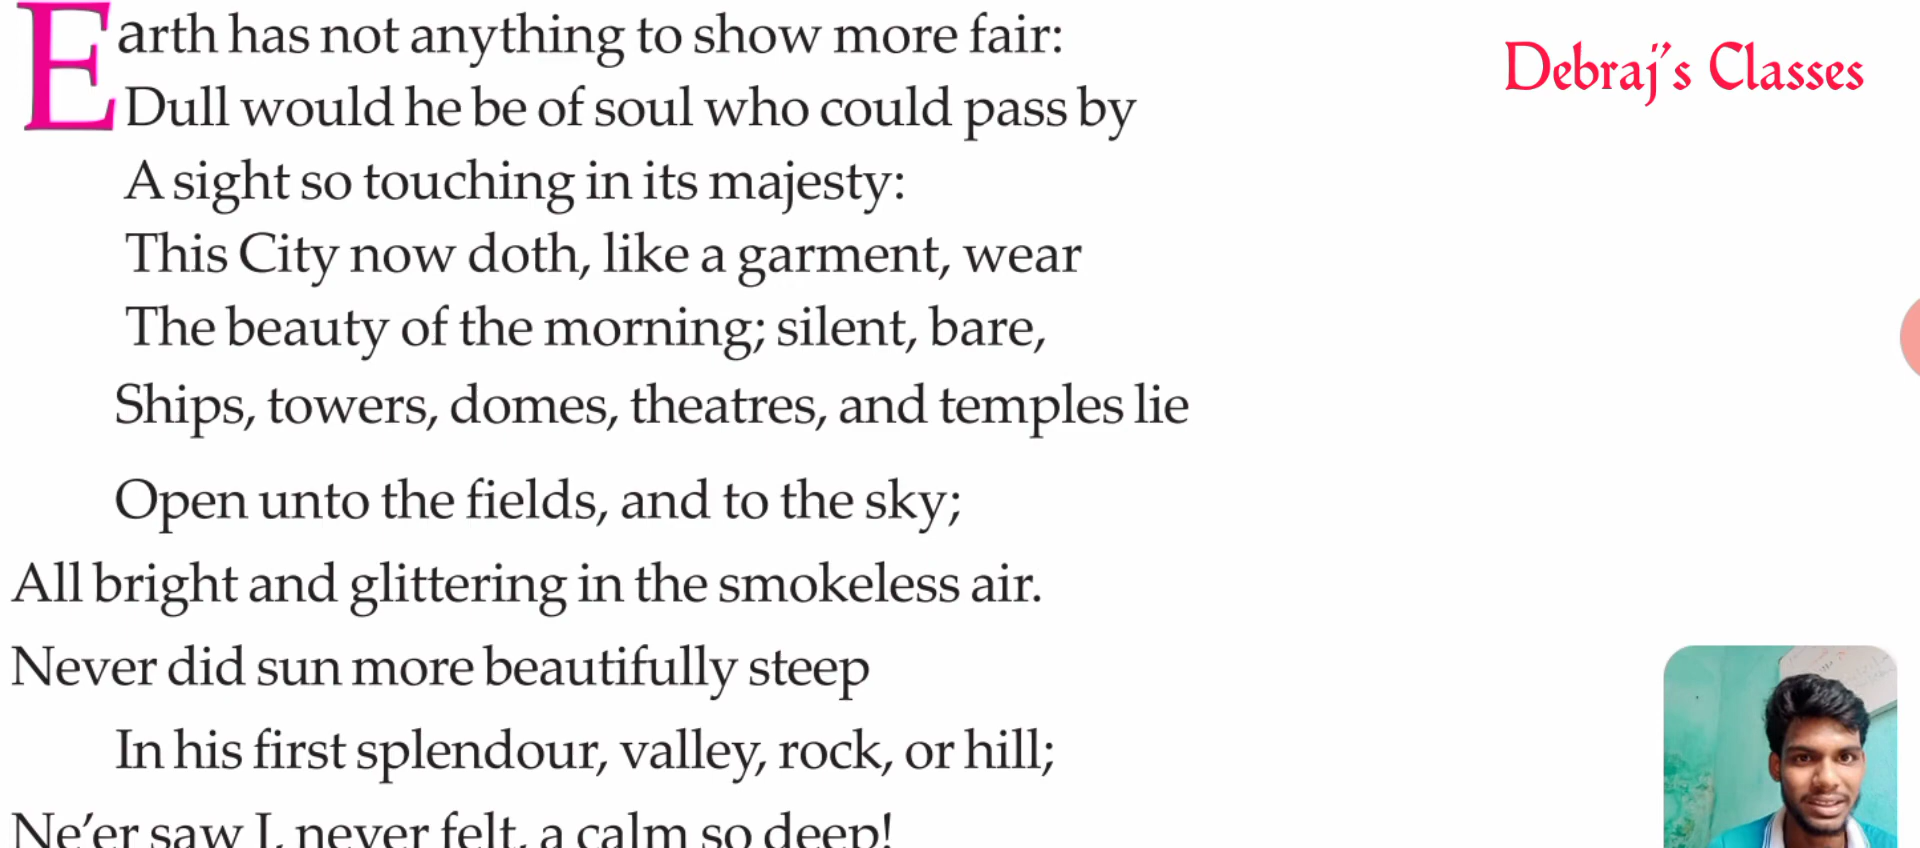 Earth has not anything to show more fair:
Debraj's Classes
Dull would he be of soul who could pass by
A sight so touching in its majesty:
This City now doth, like a garment, wear
The beauty of the morning; silent, bare,
Ships, towers, domes, theatres, and temples lie
Open unto the fields, and to the sky;
All bright and glittering in the smokeless air.
Never did sun more beautifully steep
In his first splendour, valley, rock, or hill;
Ne'er saw I, never felt, a calm so deep!